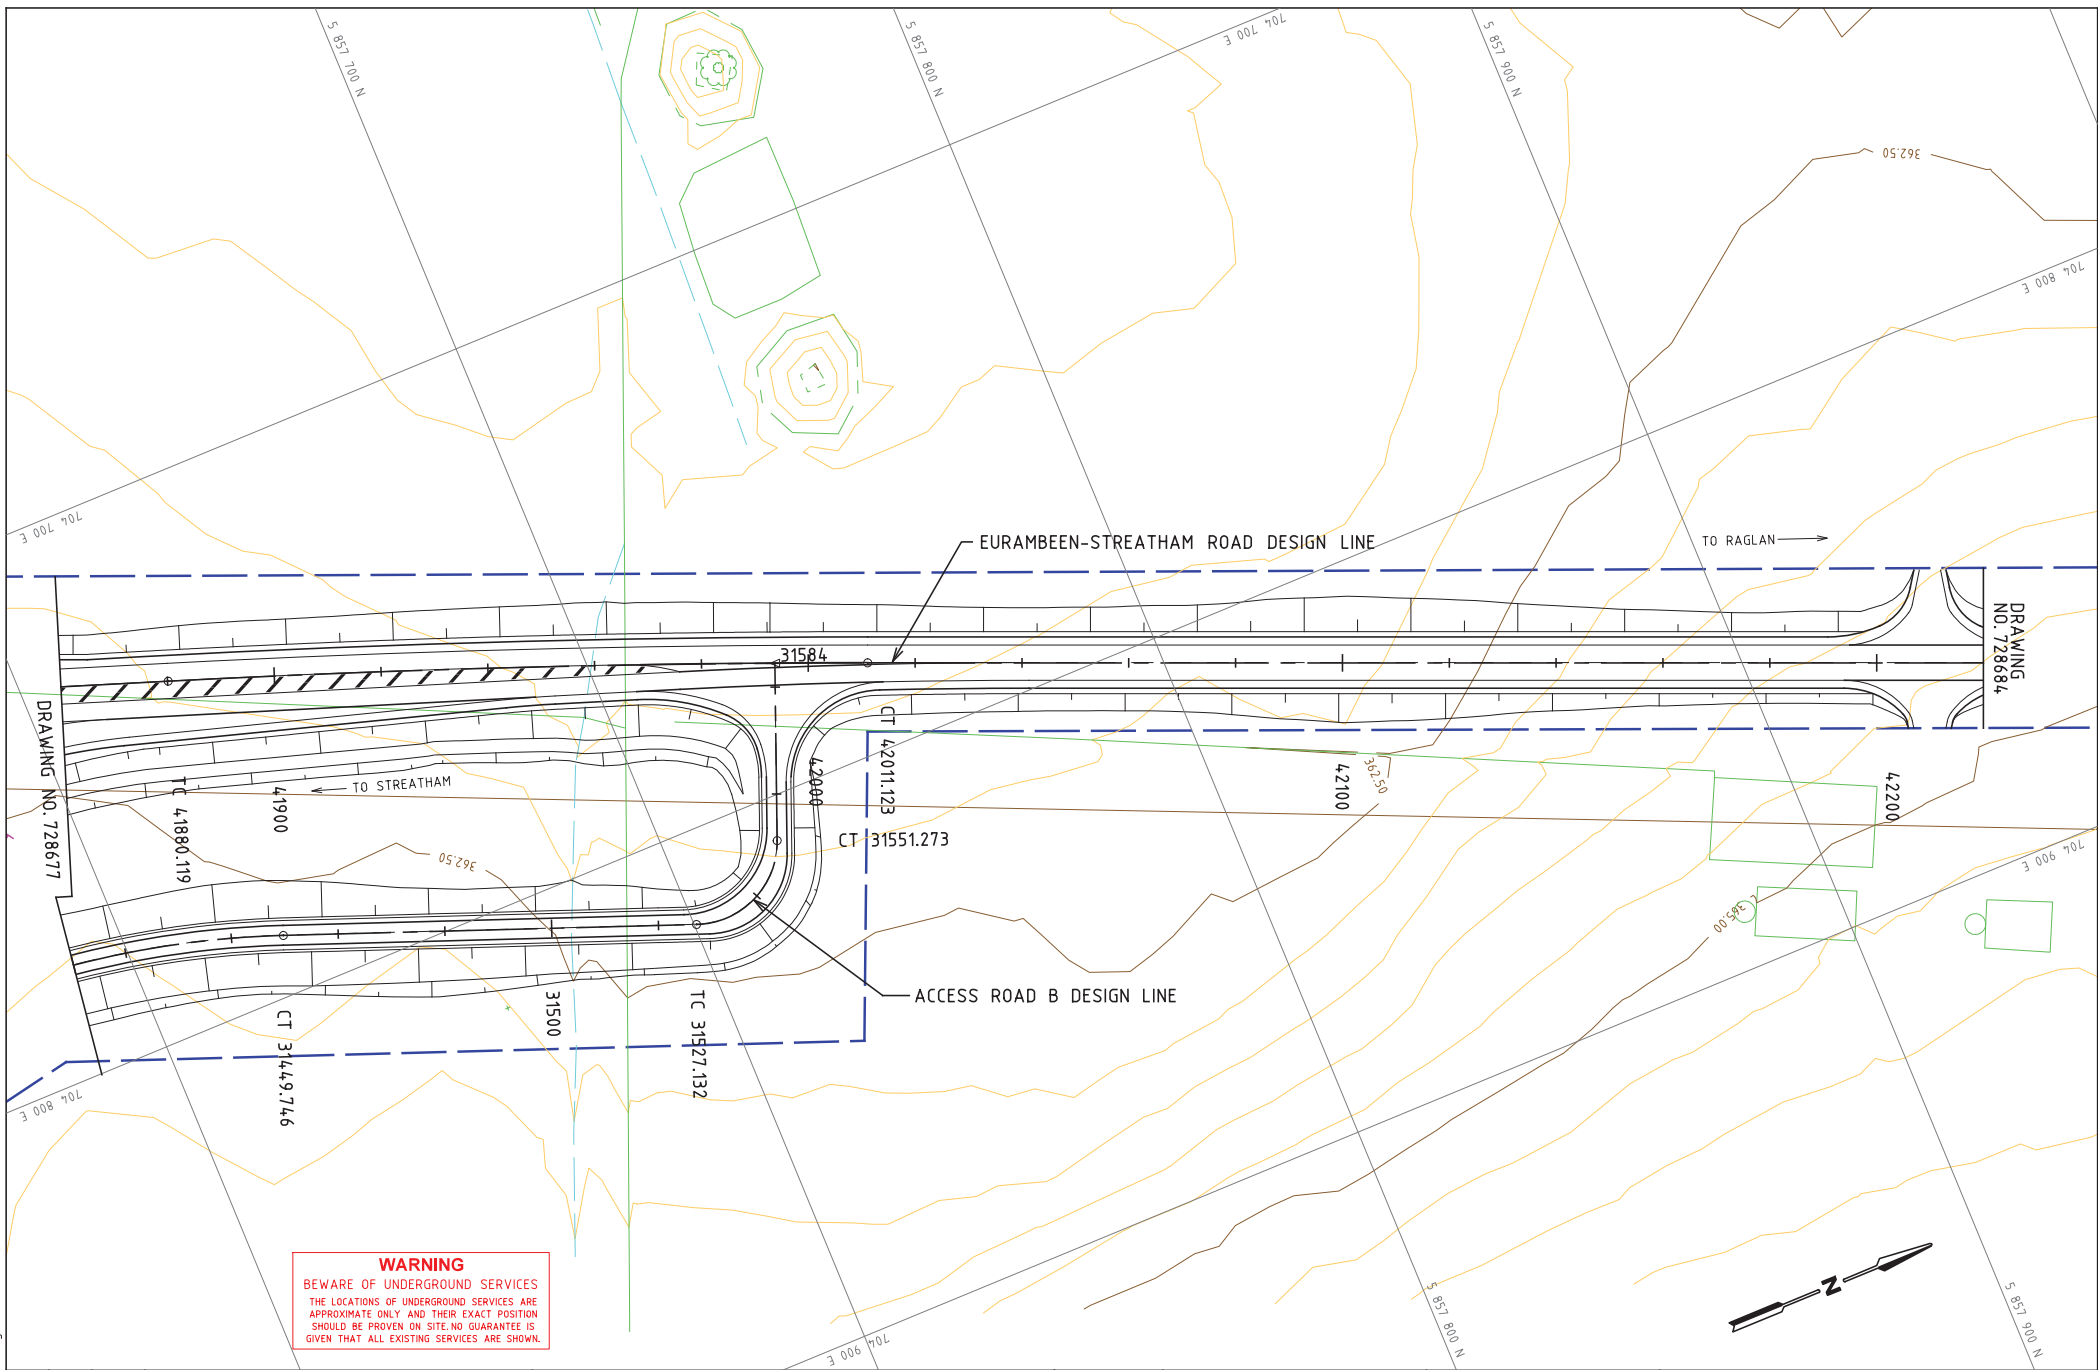 5 857 700 N
5 857 800 N
704 700 E
5 857 900 N
362.50
704 800 E
704 700 E
EURAMBEEN-STREATHAM ROAD DESIGN LINE
TO RAGLAN
DRAWING
NO. 728684
31584
DRAWING NO. 728677
TC 41880.119
41900
TO STREATHAM
42000
CT 42011.123
42100
362.50
42200
CT 31551.273
362.50
704 900 E
365.00
ACCESS ROAD B DESIGN LINE
CT 31449.746
31500
TC 31527.132
704 800 E
WARNING
BEWARE OF UNDERGROUND SERVICES
THE LOCATIONS OF UNDERGROUND SERVICES ARE
APPROXIMATE ONLY AND THEIR EXACT POSITION
SHOULD BE PROVEN ON SITE. NO GUARANTEE IS
GIVEN THAT ALL EXISTING SERVICES ARE SHOWN.
704 900 E
5 857 800 N
N
5 857 900 N